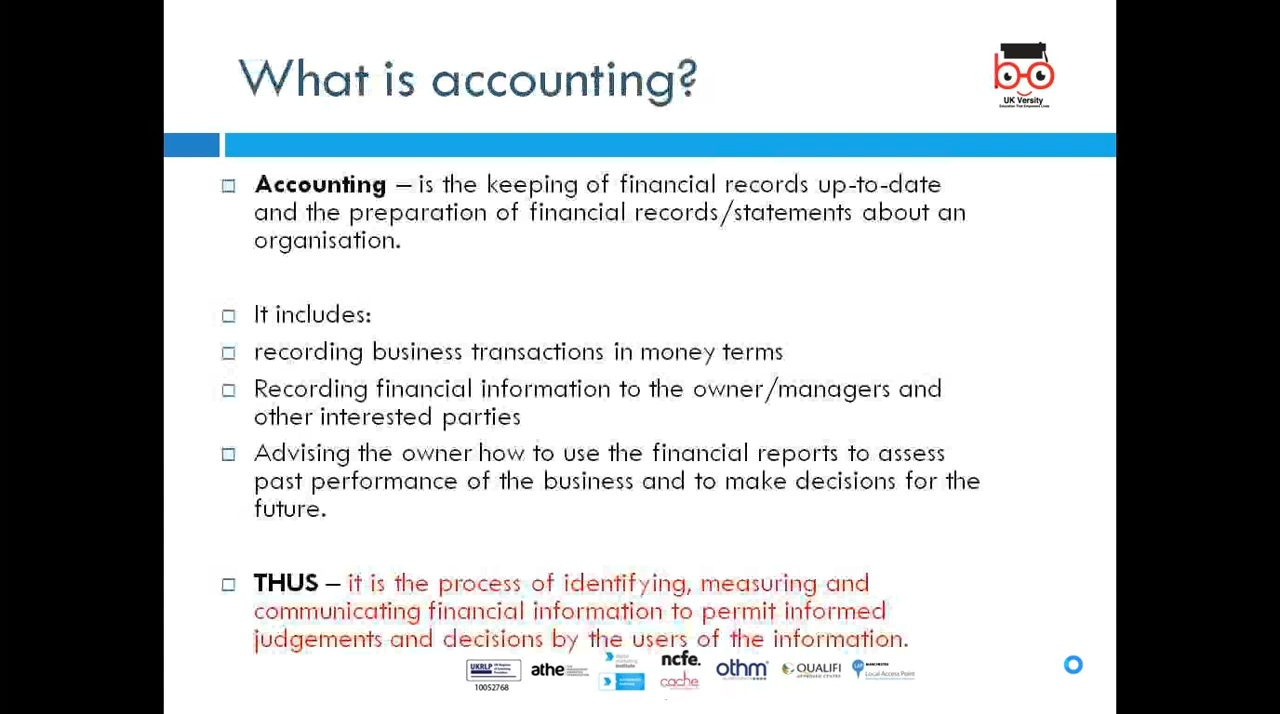 What is accounting?
UK Versity
Accounting – is the keeping of financial records up-to-date
and the preparation of financial records/statements about an
organisation.
It includes:
recording business transactions in money terms
Recording financial information to the owner/managers and
other interested parties
Advising the owner how to use the financial reports to assess
past performance of the business and to make decisions for the
future.
THUS – it is the process of identifying, measuring and
communicating financial information to permit informed
judgements and decisions by the users of the information.
UKRLP
10052768
athe
ncfe.
cache
othm
QUALIFI
Local Access Point